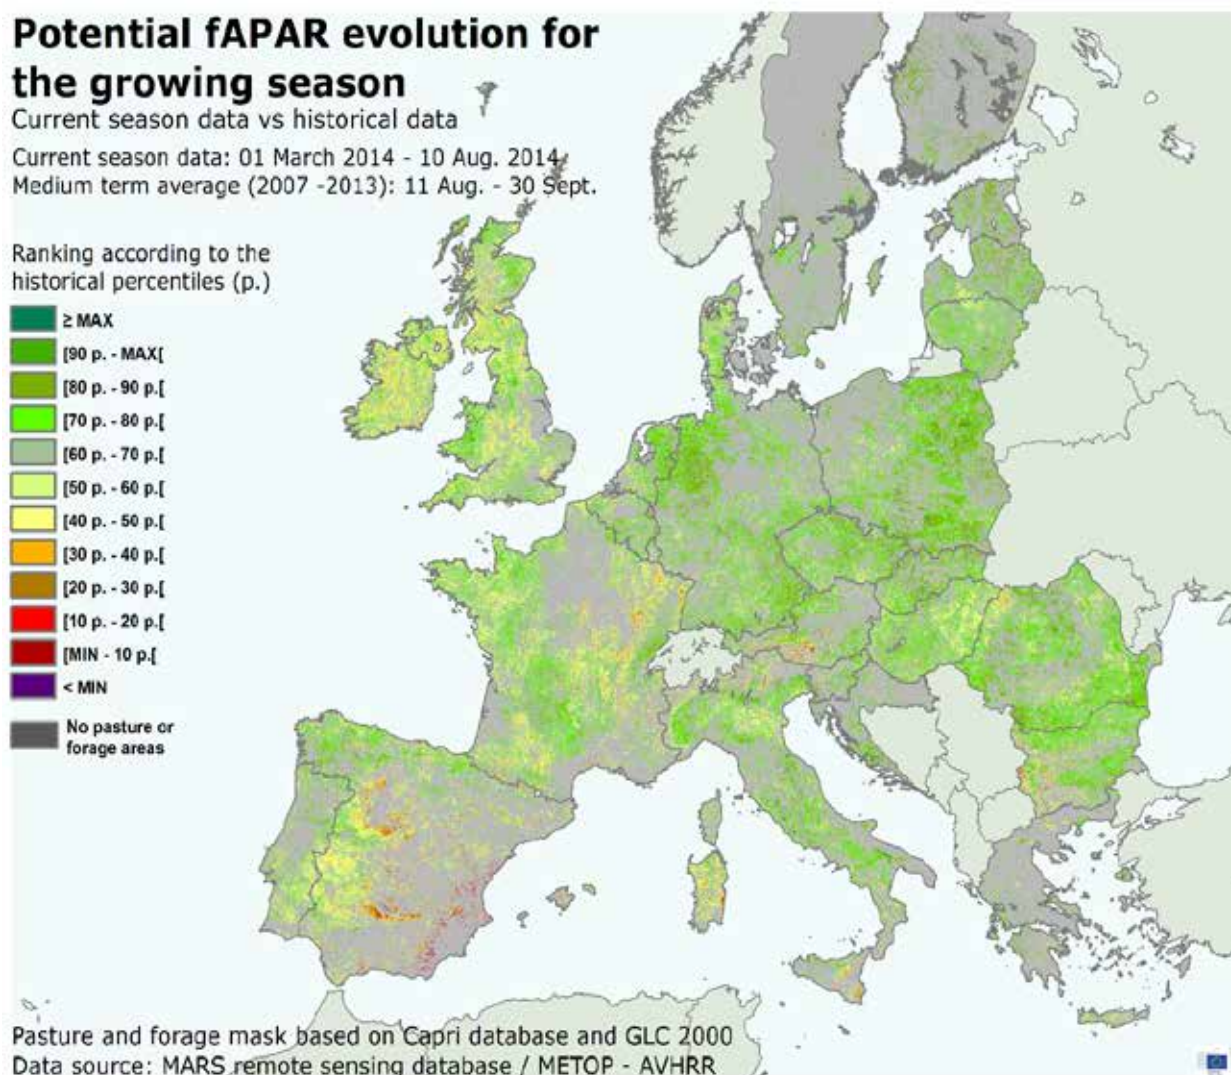 Potential fAPAR evolution for
the growing season
Current season data vs historical data
Current season data: 01 March 2014 - 10 Aug. 2014
Medium term average (2007 -2013): 11 Aug. - 30 Sept.
Ranking according to the
historical percentiles (p.)
≥ MAX
[90 p. - MAX[
[80 p. - 90 p.[
[70 p. - 80 p.[
[60 p. - 70 p.[
[50 p. - 60 p.[
[40 p. - 50 p.[
[30 p. - 40 p.[
[20 p. - 30 p.[
[10 p. - 20 p.[
[MIN - 10 p.[
< MIN
No pasture or
forage areas
Pasture and forage mask based on Capri database and GLC 2000
Data source: MARS remote sensing database / METOP - AVHRR